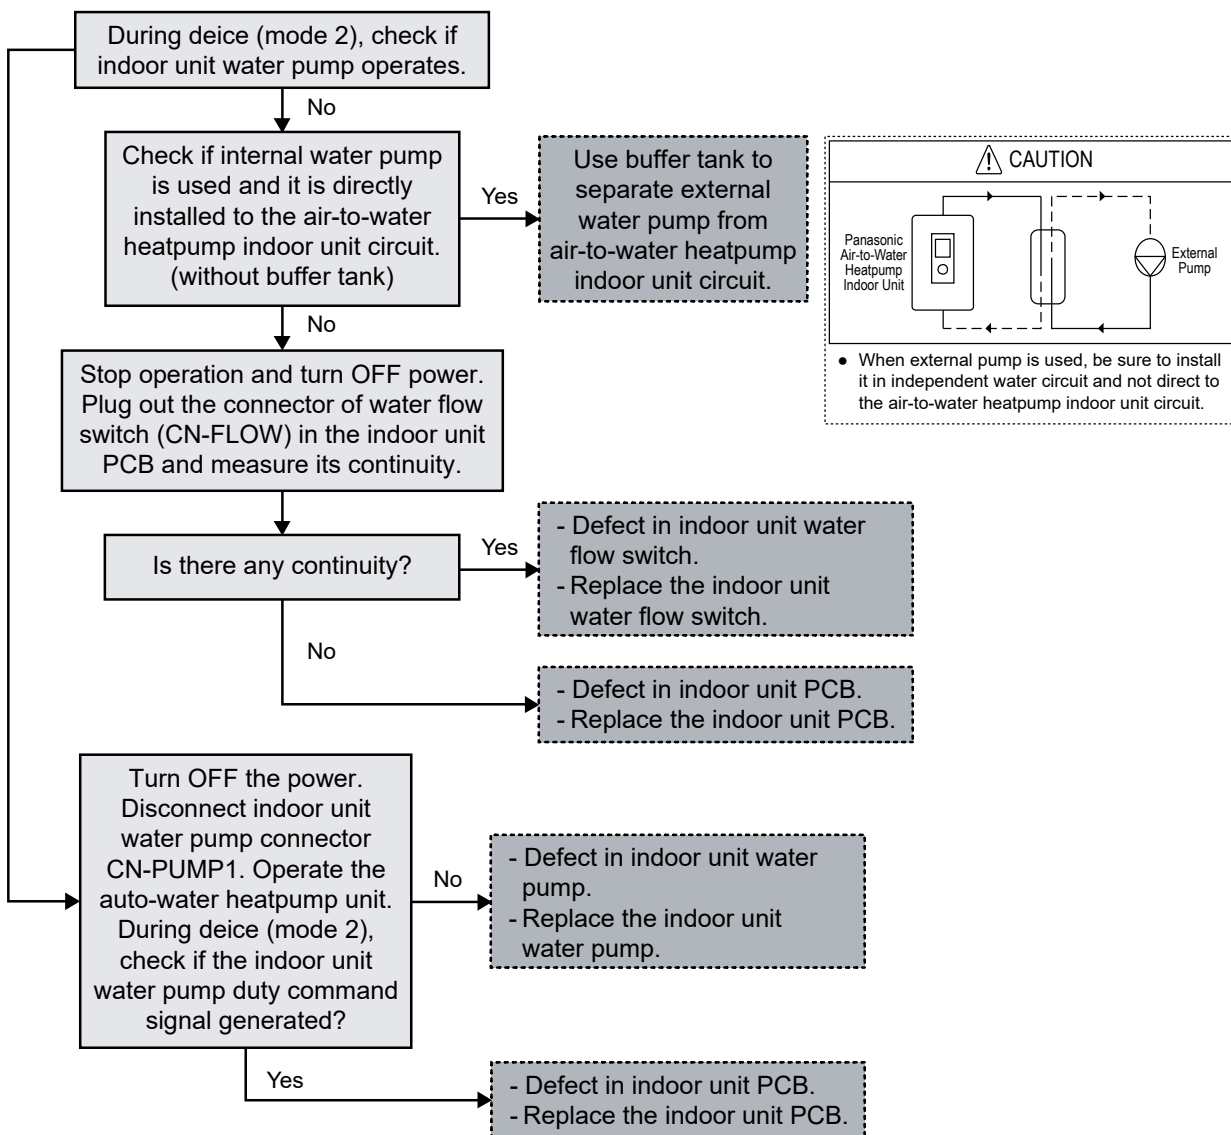 During deice (mode 2), check if
indoor unit water pump operates.
No
Check if internal water pump
is used and it is directly
installed to the air-to-water
heatpump indoor unit circuit.
(without buffer tank)
Yes
Use buffer tank to
separate external
water pump from
air-to-water heatpump
indoor unit circuit.
CAUTION
Panasonic
Air-to-Water
Heatpump
Indoor Unit
External
Pump
● When external pump is used, be sure to install
it in independent water circuit and not direct to
the air-to-water heatpump indoor unit circuit.
No
Stop operation and turn OFF power.
Plug out the connector of water flow
switch (CN-FLOW) in the indoor unit
PCB and measure its continuity.
Is there any continuity?
Yes
- Defect in indoor unit water
flow switch.
- Replace the indoor unit
water flow switch.
No
- Defect in indoor unit PCB.
- Replace the indoor unit PCB.
Turn OFF the power.
Disconnect indoor unit
water pump connector
CN-PUMP1. Operate the
auto-water heatpump unit.
During deice (mode 2),
check if the indoor unit
water pump duty command
signal generated?
No
- Defect in indoor unit water
pump.
- Replace the indoor unit
water pump.
Yes
- Defect in indoor unit PCB.
- Replace the indoor unit PCB.